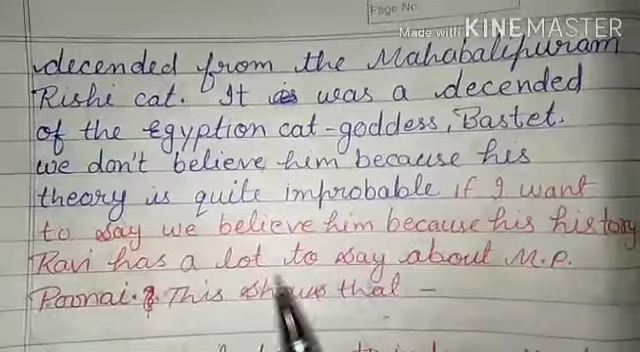 Page No.
Made with KINEMASTER
decended from the Mahabalipuram
Rishi cat. It was a decended
of the Egyption cat-goddess, Bastet.
we don't believe him because his
theory is quite improbable if I want
to say we believe him because his history
Ravi has a lot to say about M.P.
Poonai. This shows that –